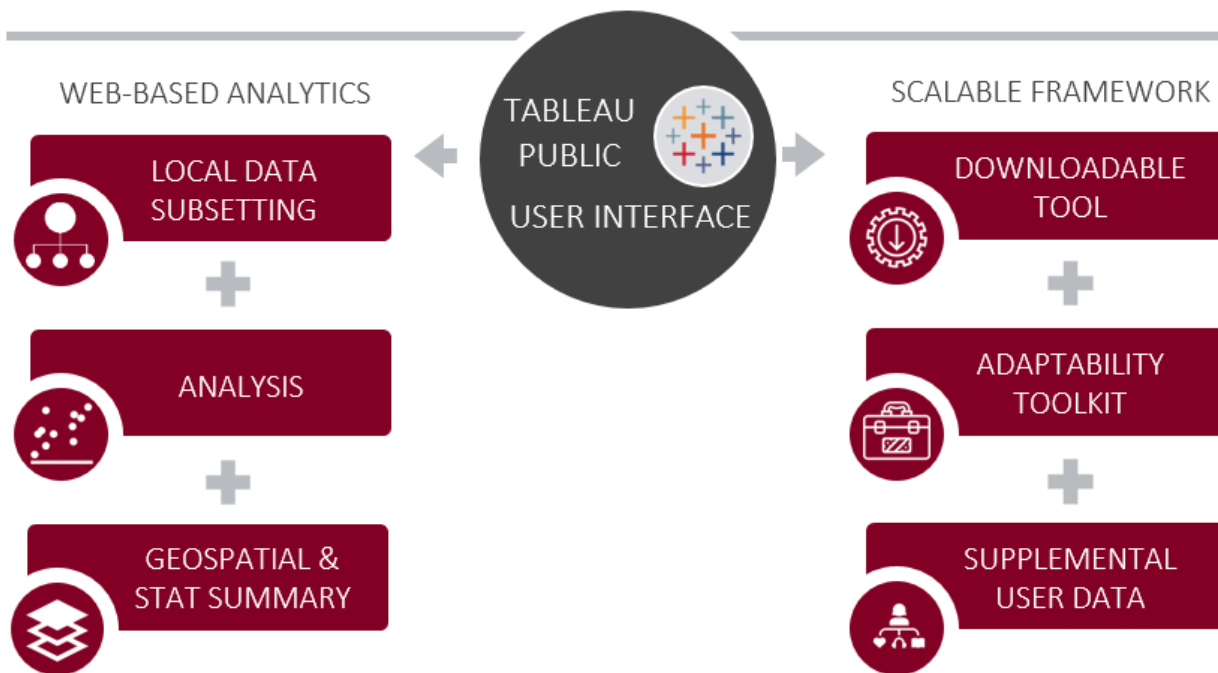 WEB-BASED ANALYTICS
LOCAL DATA
SUBSETTING
ANALYSIS
GEOSPATIAL &
STAT SUMMARY
TABLEAU
PUBLIC
USER INTERFACE
SCALABLE FRAMEWORK
DOWNLOADABLE
TOOL
ADAPTABILITY
TOOLKIT
SUPPLEMENTAL
USER DATA